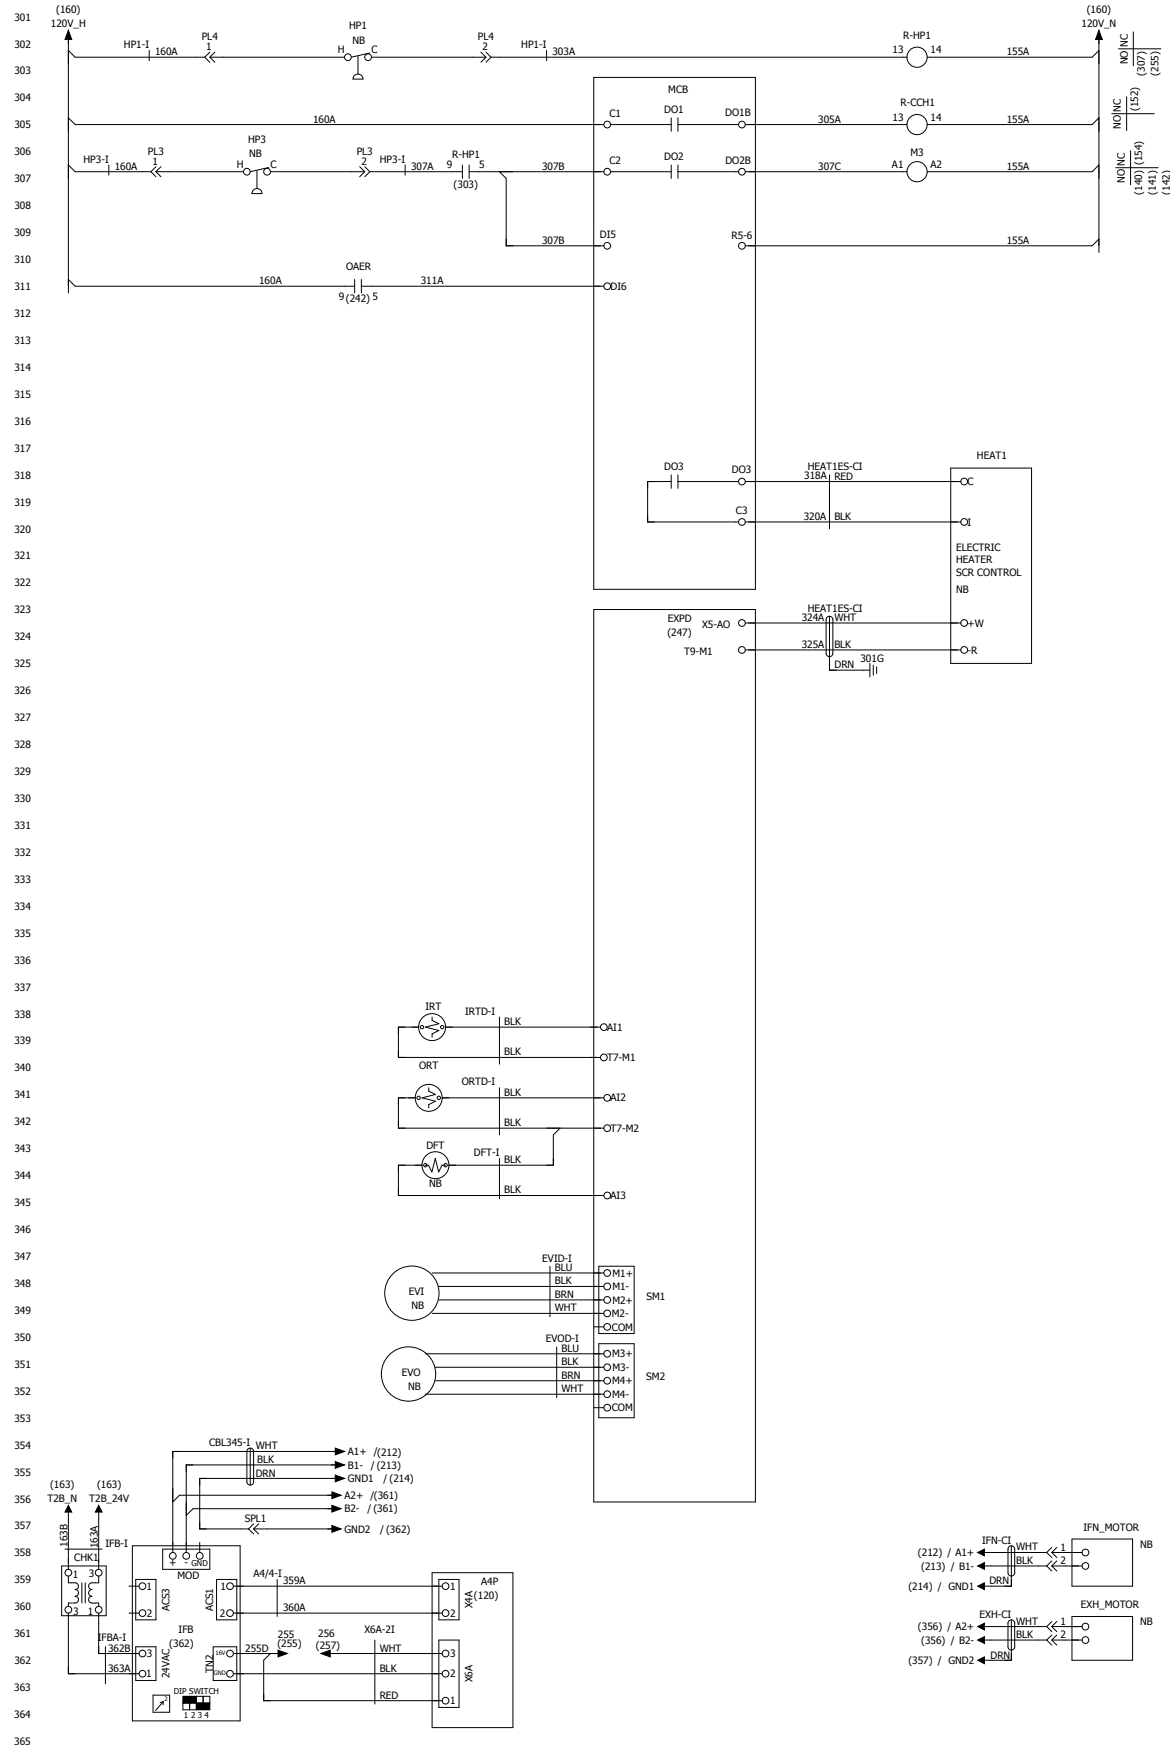 301 (160) (160)
120V_H 120V_N
302 HP1-I 160A PL4 1 HP1 NB H C PL4 2 HP1-I 303A R-HP1 13 14 155A NO NC (307) (255)
303
304 MCB
305 160A C1 DO1 DO1B 305A R-CCH1 13 14 155A NO NC (152)
306 HP3 NB
307 HP3-I 160A PL3 1 H C PL3 2 HP3-I 307A R-HP1 9 5 (303) 307B C2 DO2 DO2B 307C M3 A1 A2 155A NO NC (154) (140) (141) (142)
308
309 307B DI5 R5-6 155A
310 OAER
311 160A 9 (242) 5 311A DI6
312
313
314
315
316
317 HEAT1
318 DO3 DO3 HEAT1ES-CI 318A RED C
319
320 C3 320A BLK I
321 ELECTRIC
HEATER
322 SCR CONTROL
NB
323 HEAT1ES-CI
324 EXPD (247) X5-AO 324A WHT +W
325 T9-M1 325A BLK -R
DRN 301G
326
327
328
329
330
331
332
333
334
335
336
337
338 IRT IRTD-I BLK AI1
339 BLK T7-M1
340 ORT
341 ORTD-I BLK AI2
342 BLK T7-M2
343 DFT DFT-I BLK
344 NB
345 BLK AI3
346
347 EVID-I BLU M1+
348 EVI NB BLK M1-
BRN M2+ SM1
349 WHT M2-
COM
350 EVOD-I BLU M3+
351 EVO NB BLK M3-
BRN M4+ SM2
352 WHT M4-
COM
353
354 CBL345-I WHT A1+ /(212)
BLK B1- /(213)
355 DRN GND1 /(214)
(163) (163)
356 T2B_N T2B_24V A2+ /(361)
B2- /(361)
357 163B 163A SPL1 GND2 /(362)
IFB-I
IFN_MOTOR
358 CHK1 + - GND MOD IFN-CI (212) / A1+ WHT 1 NB
(213) / B1- BLK 2
359 1 3 1 ACS3 ACS1 1 A4/4-I 359A 1 A4P (120) X4A (214) / GND1 DRN
360 3 1 2 2 360A 2 EXH_MOTOR
361 IFBA-I IFB (362) 255 (255) 256 (257) X6A-2I EXH-CI (356) / A2+ WHT 1 NB
362B 3 24VAC TN2 16V 255D WHT 3 (356) / B2- BLK 2
362 363A 1 GND BLK 2 X6A (357) / GND2 DRN
363 DIP SWITCH RED 1
364 2 1 2 3 4
365